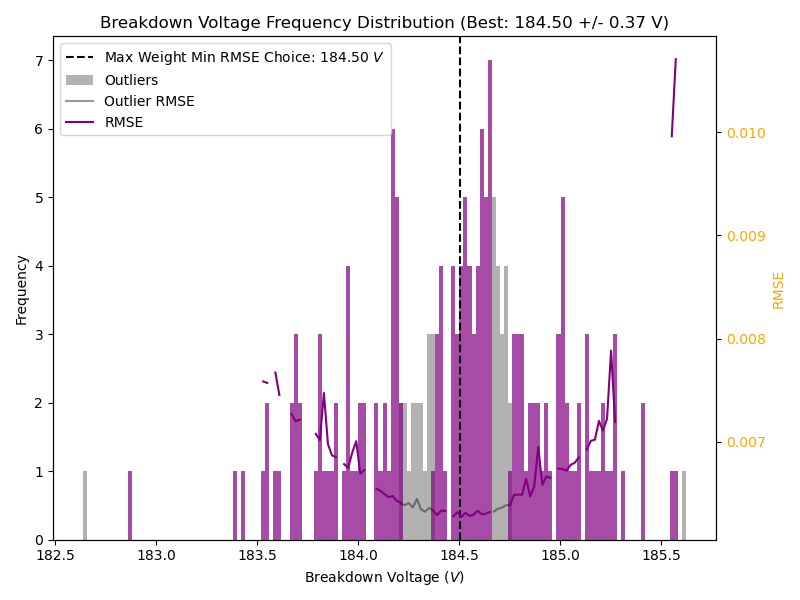 Breakdown Voltage Frequency Distribution (Best: 184.50 +/- 0.37 V)
Max Weight Min RMSE Choice: 184.50 V
Outliers
Outlier RMSE
RMSE
7
6
5
4
3
2
1
0
Frequency
0.010
0.009
0.008
0.007
RMSE
182.5 183.0 183.5 184.0 184.5 185.0 185.5
Breakdown Voltage (V)